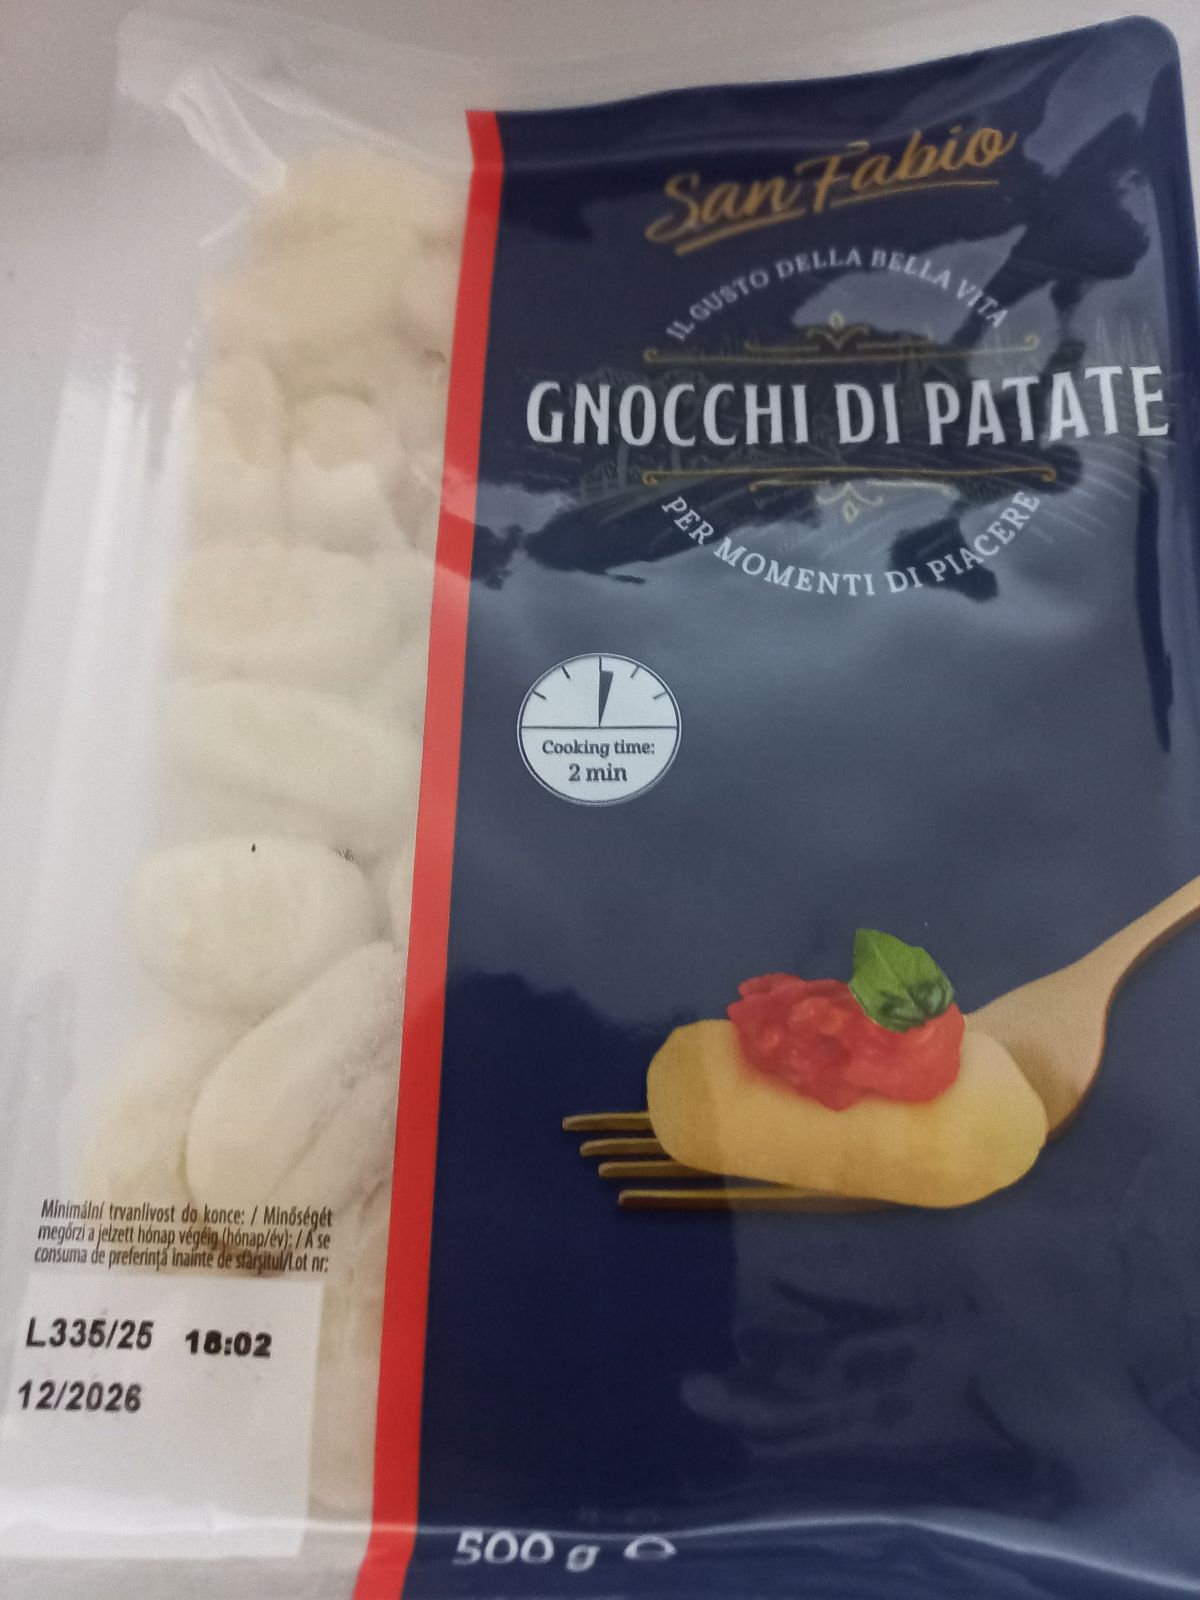 San Fabio
IL GUSTO DELLA BELLA VITA
GNOCCHI DI PATATE
PER MOMENTI DI PIACERE
Cooking time:
2 min
Minimální trvanlivost do konce: / Minőségét
megőrzi a jelzett hónap végéig (hónap/év): / A se
consuma de preferință înainte de sfârșitul/Lot nr:
L335/25 18:02
12/2026
500 g ℮